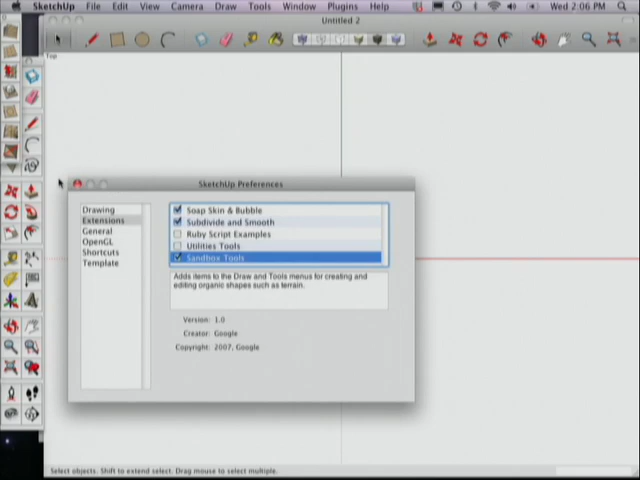 SketchUp File Edit View Camera Draw Tools Window Plugins Help Wed 2:06 PM
Untitled 2
Top
SketchUp Preferences
Drawing
Extensions
General
OpenGL
Shortcuts
Template
Soap Skin & Bubble
Subdivide and Smooth
Ruby Script Examples
Utilities Tools
Sandbox Tools
Adds items to the Draw and Tools menus for creating and
editing organic shapes such as terrain.
Version: 1.0
Creator: Google
Copyright: 2007, Google
Select objects. Shift to extend select. Drag mouse to select multiple.